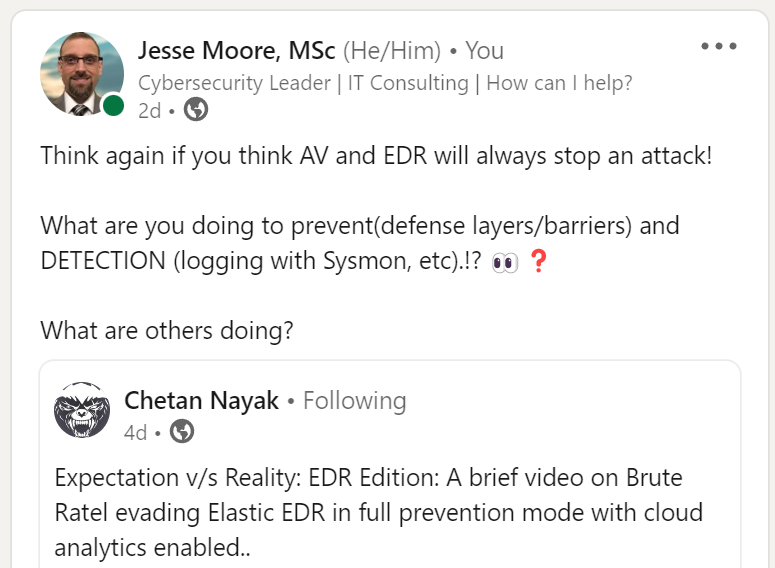 Jesse Moore, MSc (He/Him) • You
Cybersecurity Leader | IT Consulting | How can I help?
2d •
Think again if you think AV and EDR will always stop an attack!
What are you doing to prevent(defense layers/barriers) and
DETECTION (logging with Sysmon, etc).!? 👀 ❓
What are others doing?
Chetan Nayak • Following
4d •
Expectation v/s Reality: EDR Edition: A brief video on Brute
Ratel evading Elastic EDR in full prevention mode with cloud
analytics enabled..